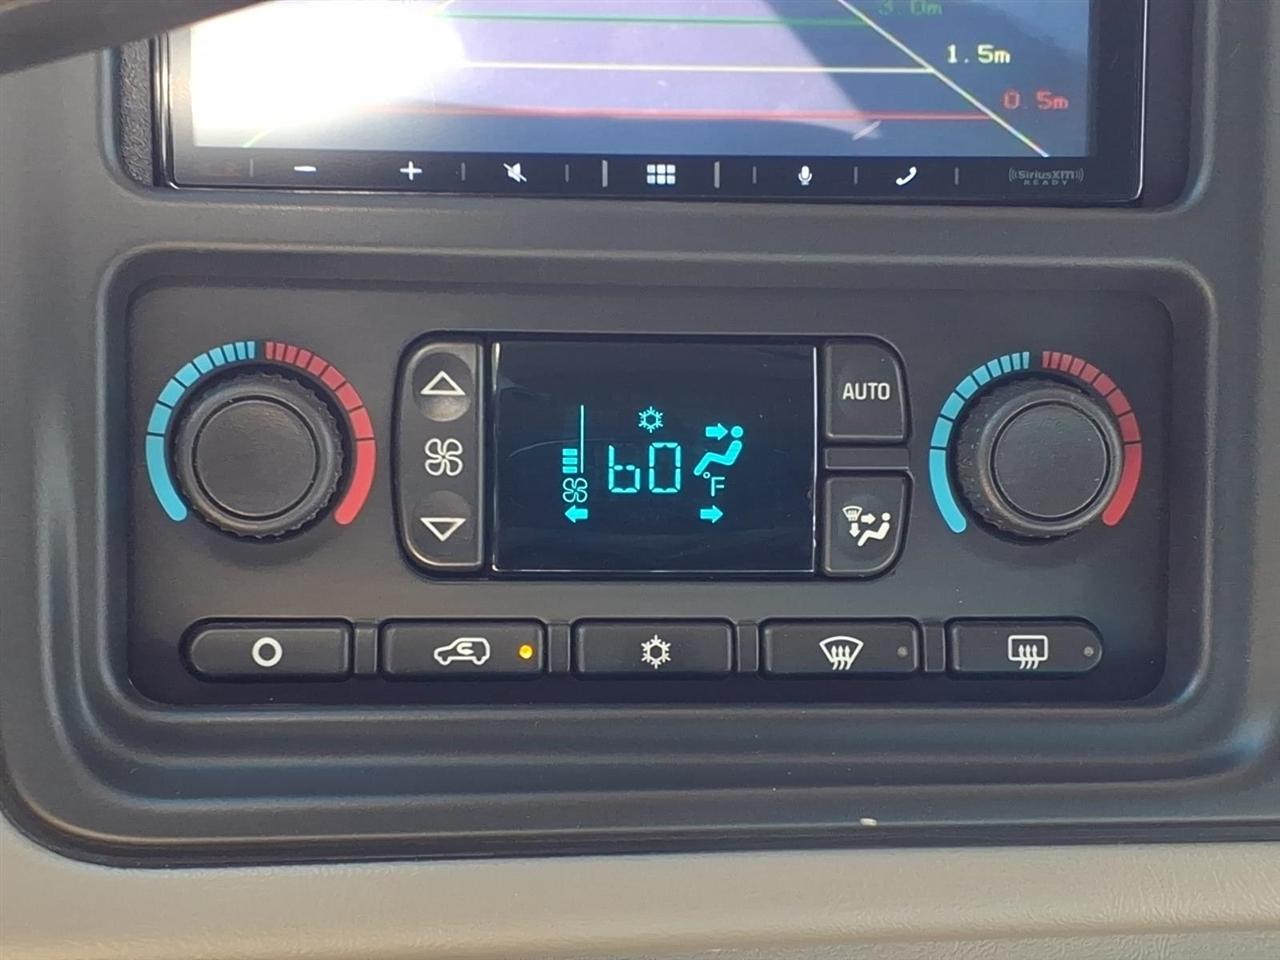 3.0m
1.5m
0.5m
SiriusXM
READY
AUTO
60
°F